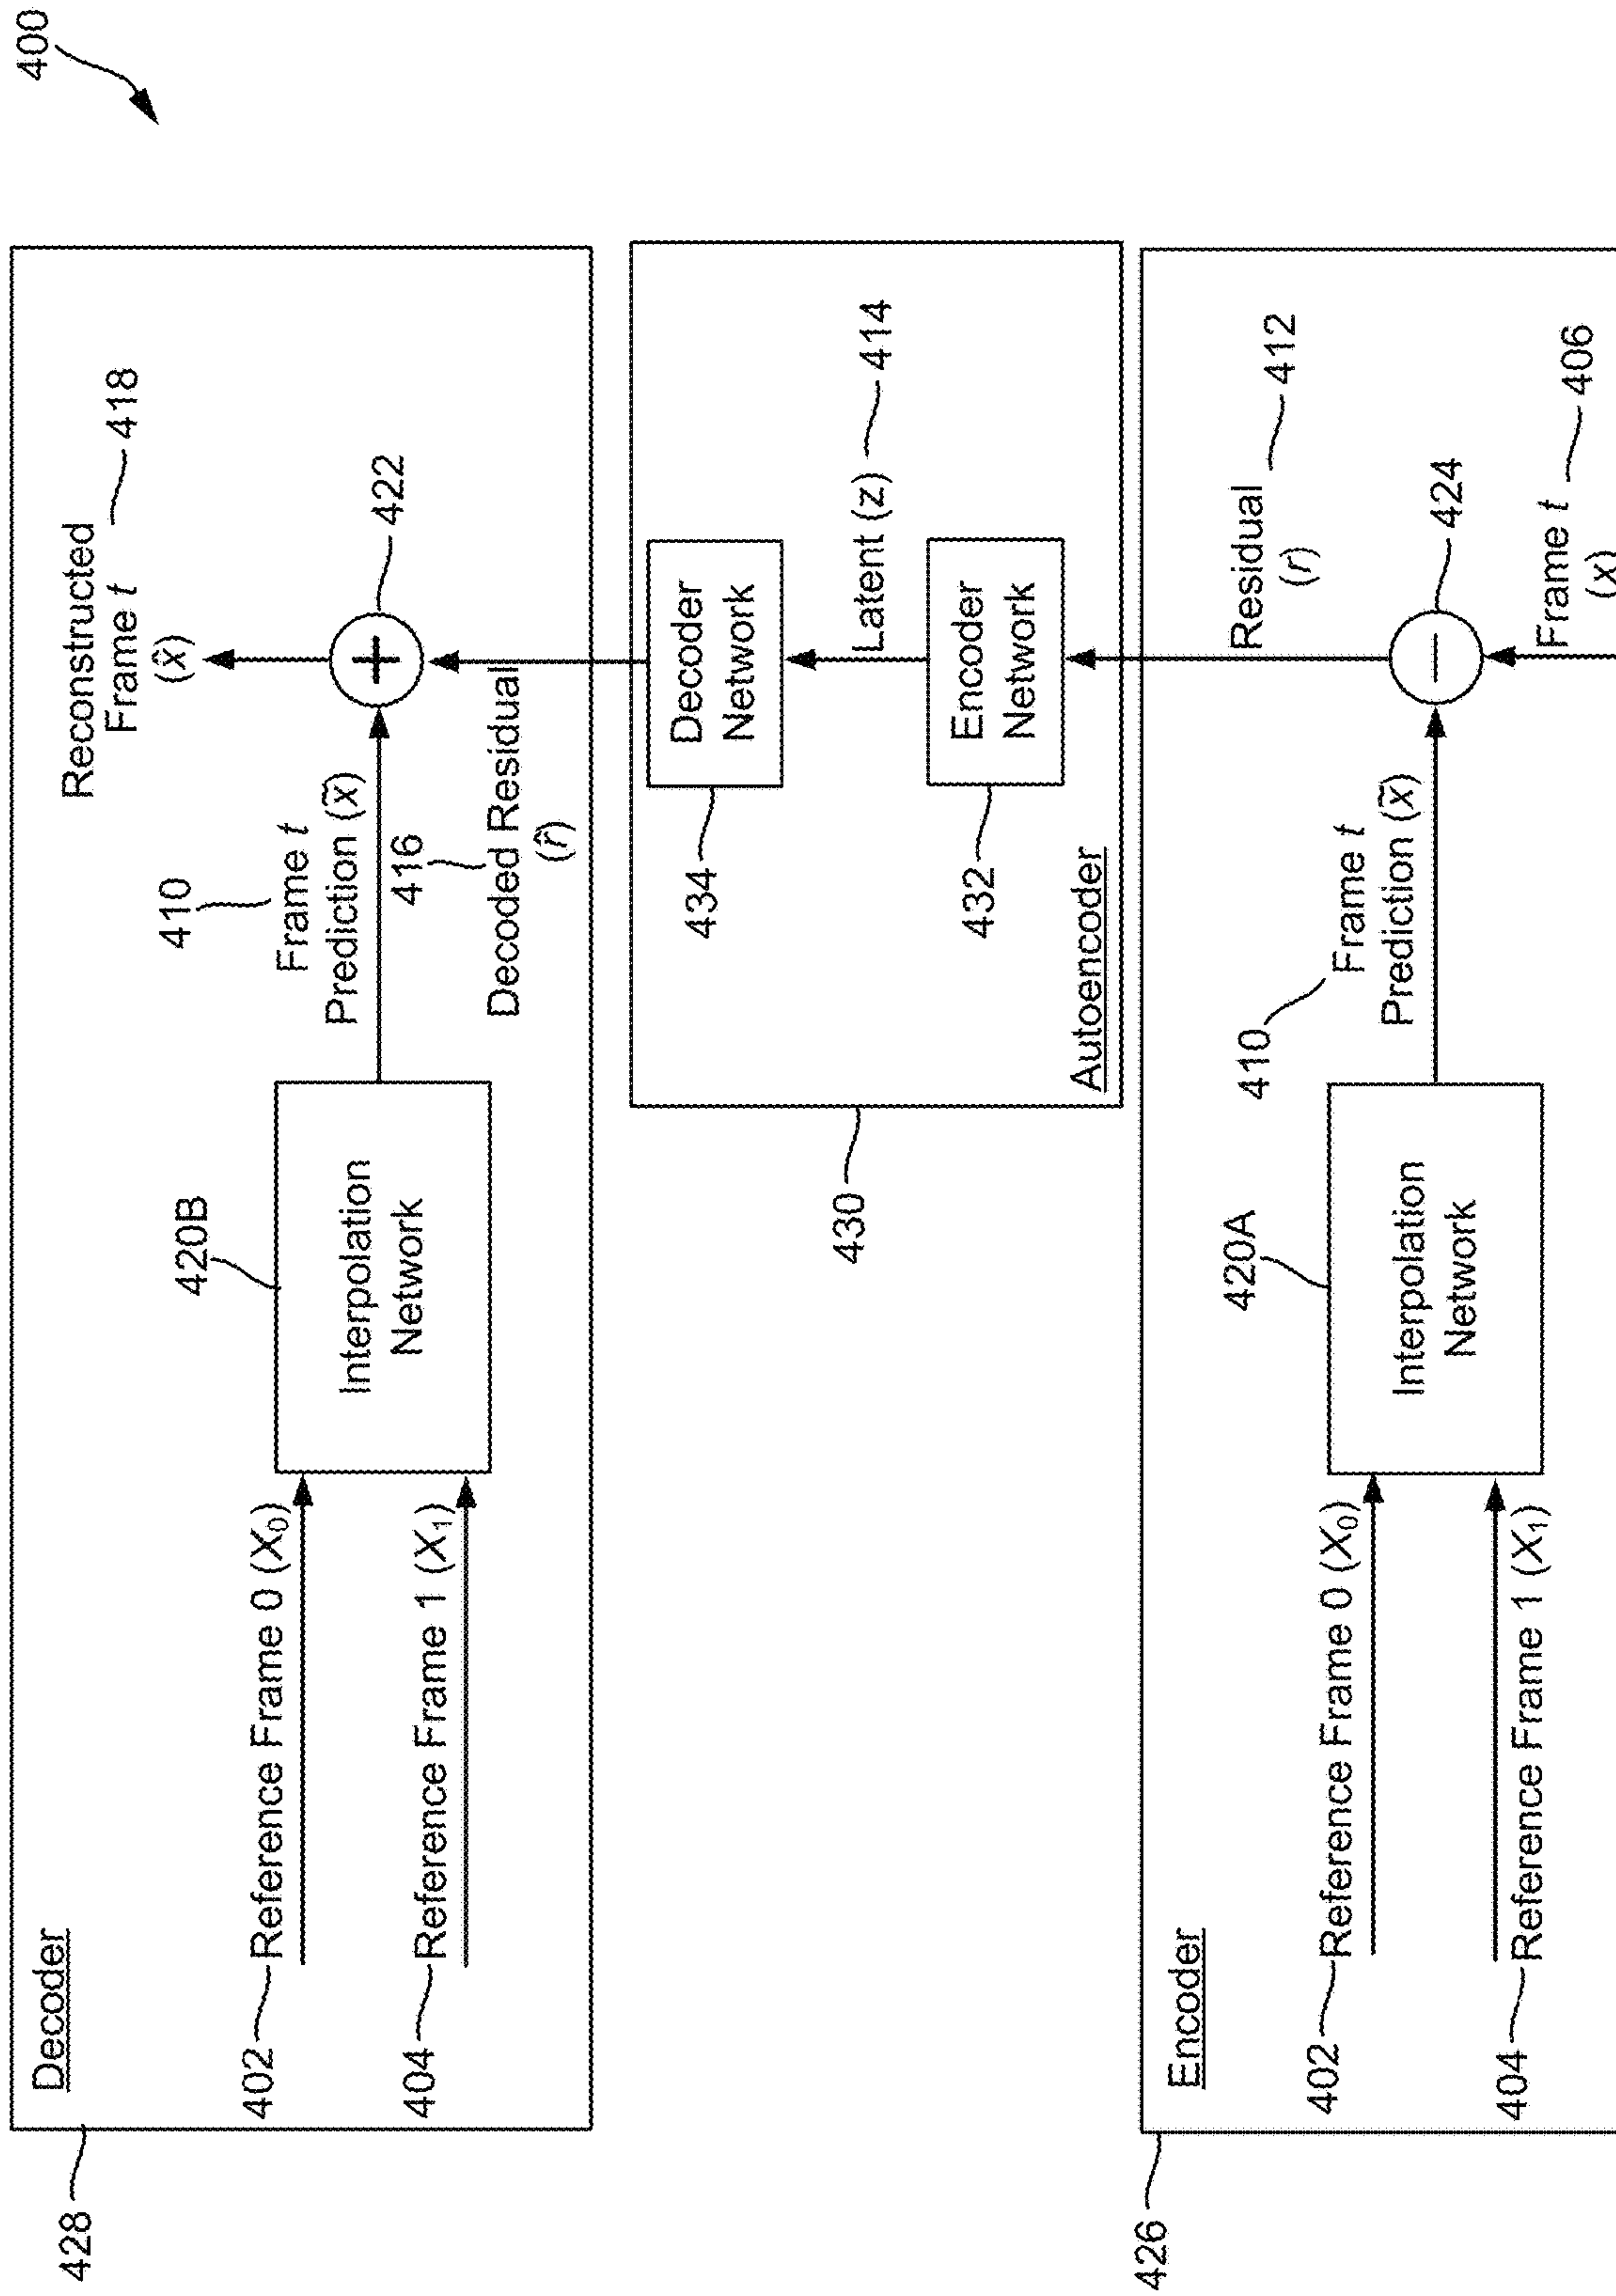 400
Decoder
428
402
Reference Frame 0 (X₀)
404
Reference Frame 1 (X₁)
420B
Interpolation
Network
410
Frame t
Prediction (x̃)
416
Decoded Residual
(r̂)
422
Reconstructed
Frame t
(x̂)
418
430
Autoencoder
434
Decoder
Network
Latent (z)
414
432
Encoder
Network
Encoder
426
402
Reference Frame 0 (X₀)
404
Reference Frame 1 (X₁)
420A
Interpolation
Network
410
Frame t
Prediction (x̃)
424
Residual
(r)
412
Frame t
(x)
406